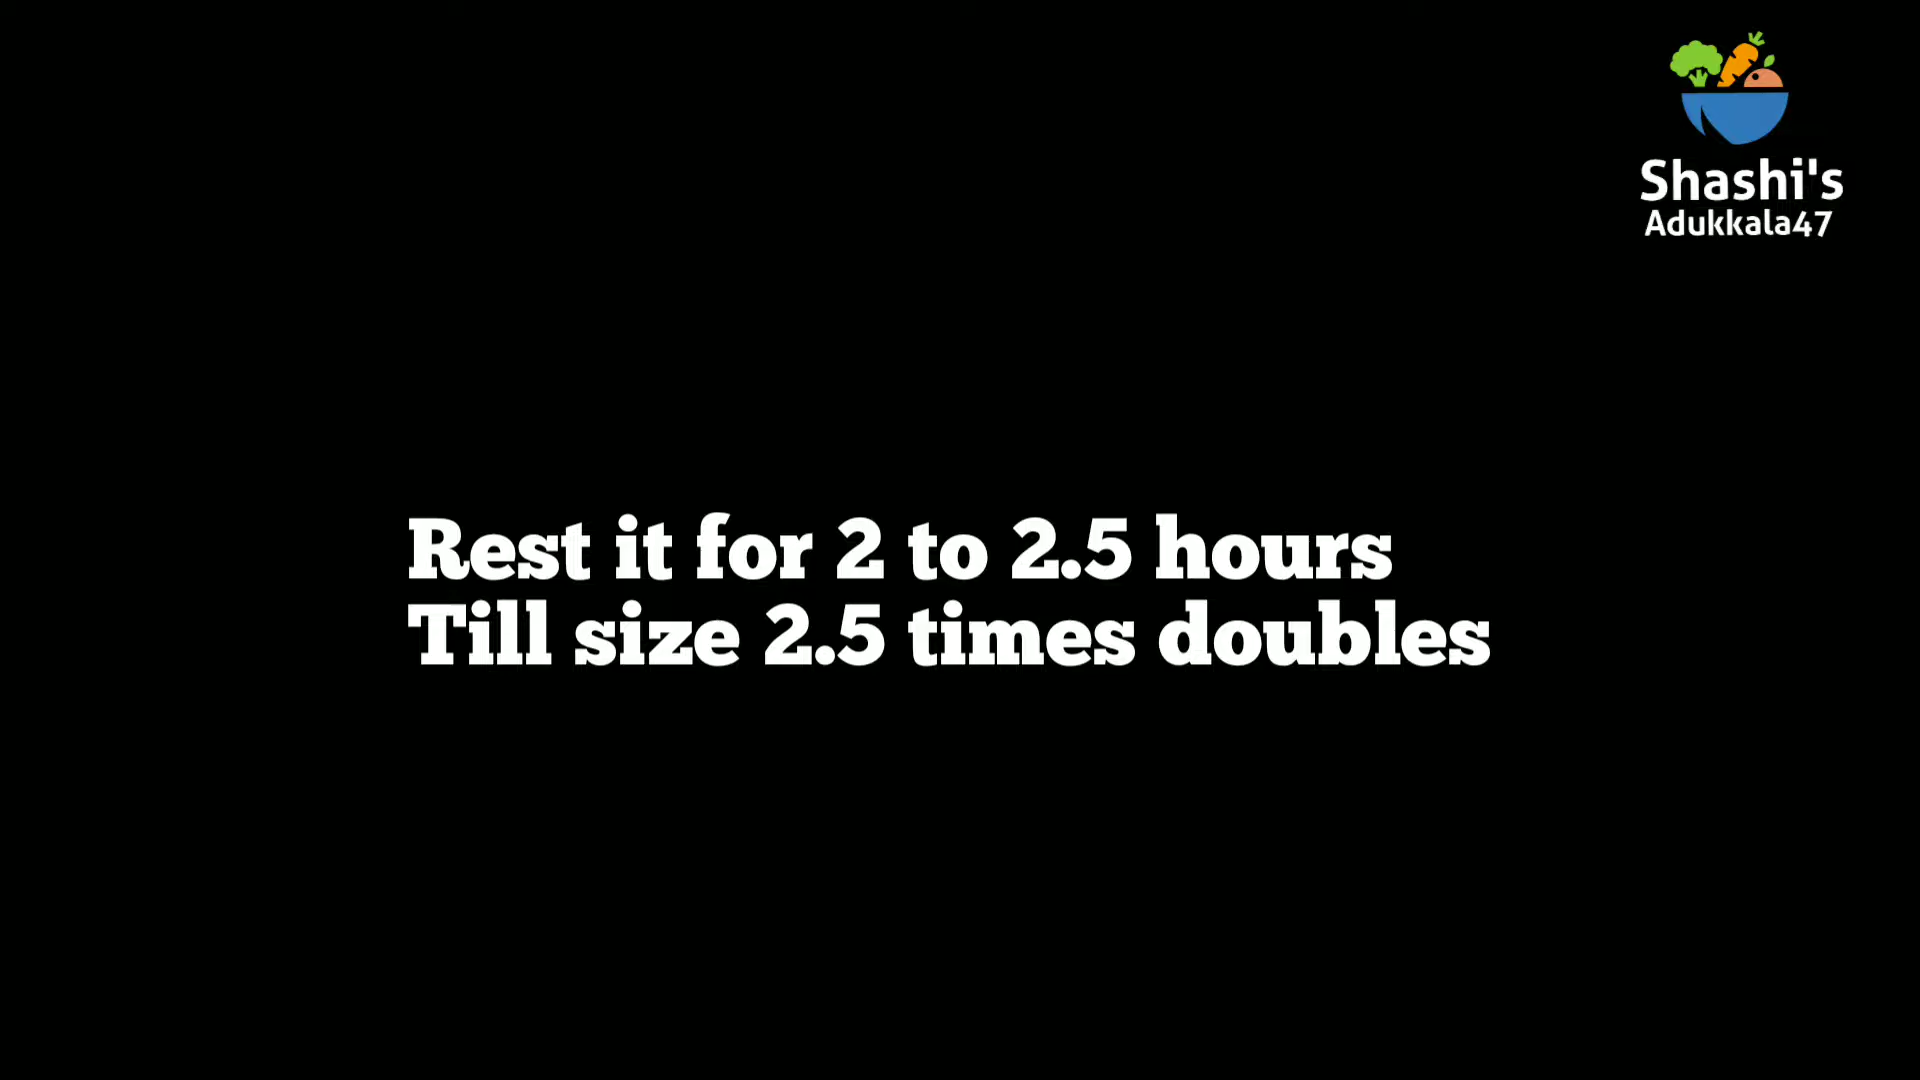 Shashi's
Adukkala47
Rest it for 2 to 2.5 hours
Till size 2.5 times doubles